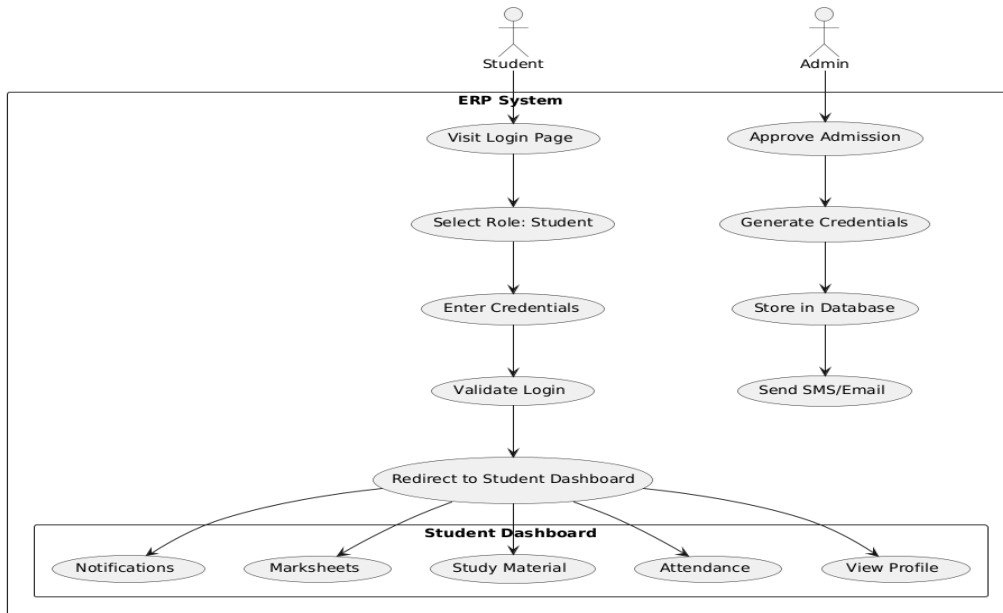 Student
Admin
ERP System
Visit Login Page
Approve Admission
Select Role: Student
Generate Credentials
Enter Credentials
Store in Database
Validate Login
Send SMS/Email
Redirect to Student Dashboard
Student Dashboard
Notifications
Marksheets
Study Material
Attendance
View Profile